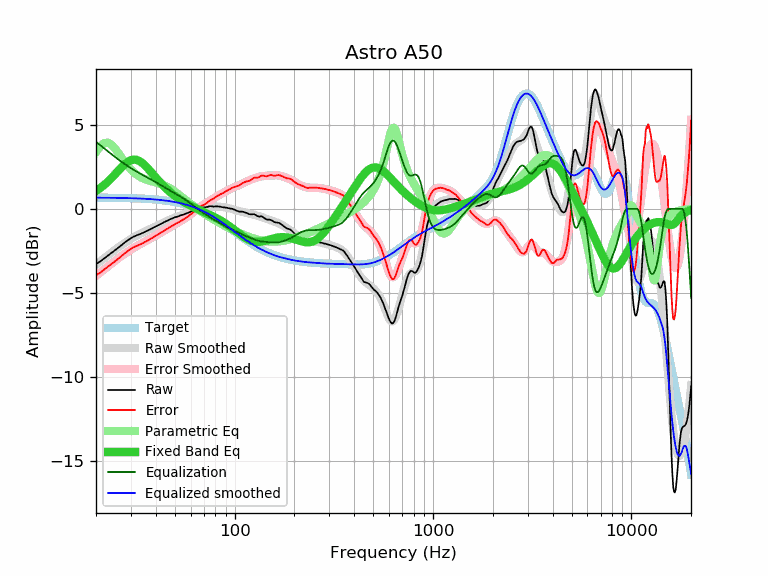 Astro A50
Amplitude (dBr)
5
0
−5
−10
−15
Target
Raw Smoothed
Error Smoothed
Raw
Error
Parametric Eq
Fixed Band Eq
Equalization
Equalized smoothed
100
1000
10000
Frequency (Hz)